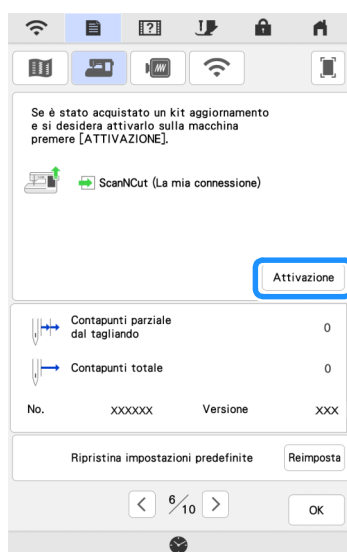 Se è stato acquistato un kit aggiornamento
e si desidera attivarlo sulla macchina
premere [ATTIVAZIONE].
ScanNCut (La mia connessione)
Attivazione
Contapunti parziale
dal tagliando 0
Contapunti totale 0
No. XXXXXX Versione XXX
Ripristina impostazioni predefinite Reimposta
< 6/10 > OK